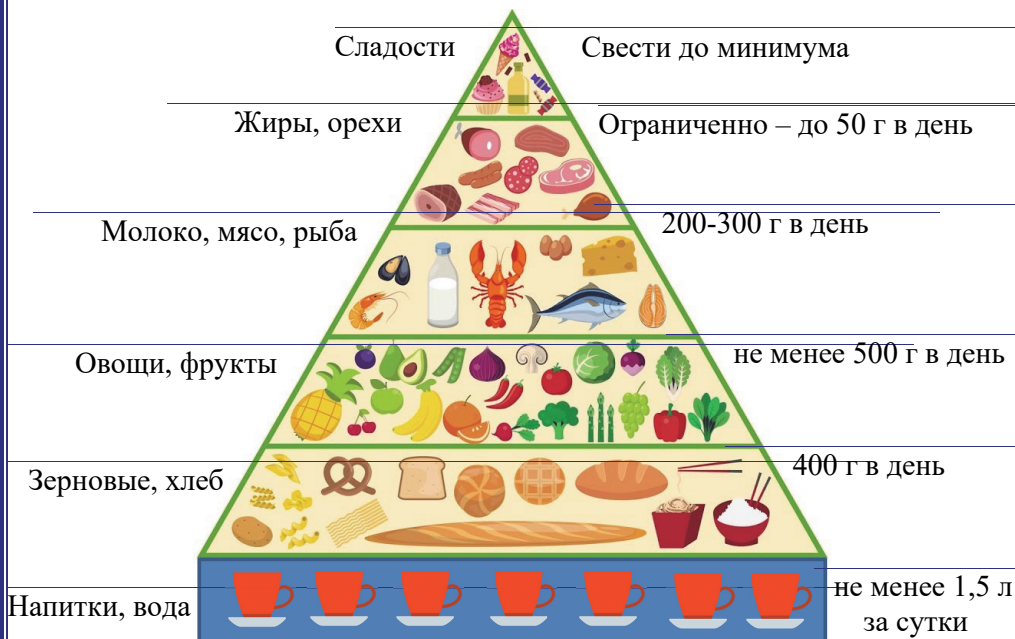 Сладости
Свести до минимума
Жиры, орехи
Ограниченно – до 50 г в день
Молоко, мясо, рыба
200-300 г в день
Овощи, фрукты
не менее 500 г в день
Зерновые, хлеб
400 г в день
Напитки, вода
не менее 1,5 л
за сутки